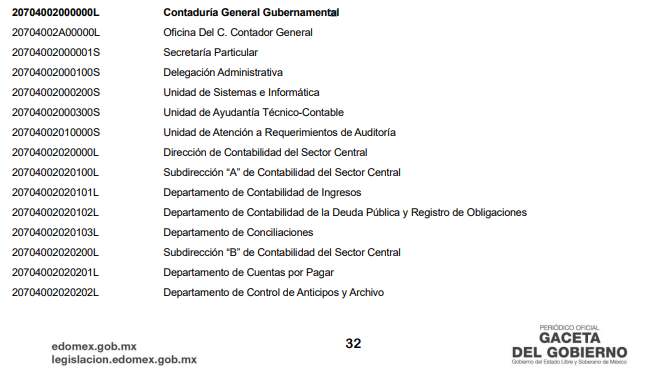 20704002000000L Contaduría General Gubernamental
20704002A00000L Oficina Del C. Contador General
20704002000001S Secretaría Particular
20704002000100S Delegación Administrativa
20704002000200S Unidad de Sistemas e Informática
20704002000300S Unidad de Ayudantía Técnico-Contable
20704002010000S Unidad de Atención a Requerimientos de Auditoría
20704002020000L Dirección de Contabilidad del Sector Central
20704002020100L Subdirección “A” de Contabilidad del Sector Central
20704002020101L Departamento de Contabilidad de Ingresos
20704002020102L Departamento de Contabilidad de la Deuda Pública y Registro de Obligaciones
20704002020103L Departamento de Conciliaciones
20704002020200L Subdirección “B” de Contabilidad del Sector Central
20704002020201L Departamento de Cuentas por Pagar
20704002020202L Departamento de Control de Anticipos y Archivo
edomex.gob.mx
legislacion.edomex.gob.mx
32
PERIÓDICO OFICIAL
GACETA
DEL GOBIERNO
Gobierno del Estado Libre y Soberano de México